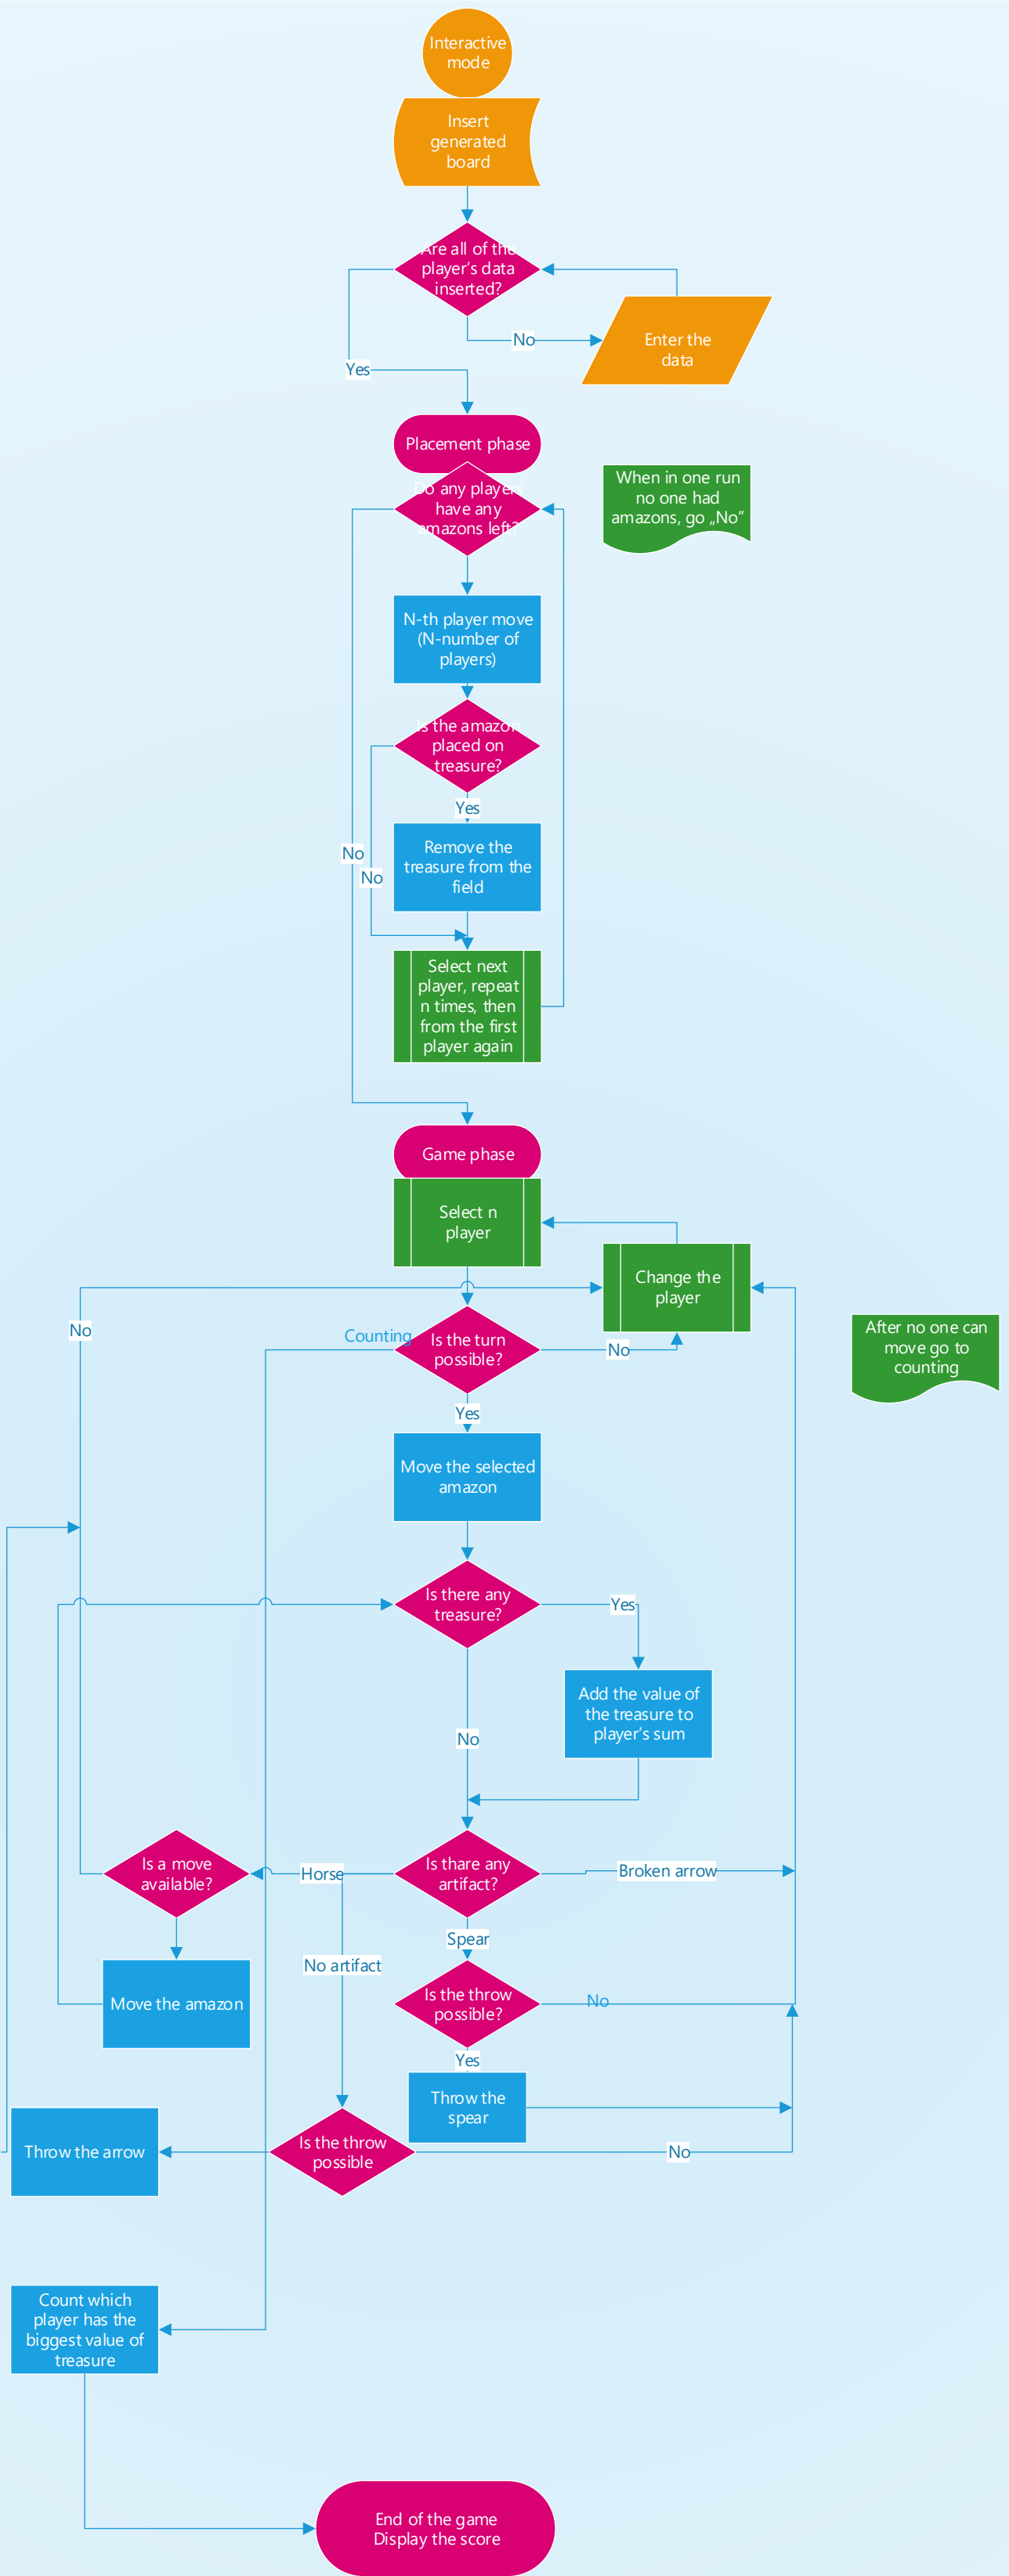 Interactive
mode
Insert
generated
board
Are all of the
player's data
inserted?
No
Enter the
data
Yes
Placement phase
Do any players
have any
amazons left?
When in one run
no one had
amazons, go „No”
N-th player move
(N-number of
players)
Is the amazon
placed on
treasure?
Yes
Remove the
treasure from the
field
No
No
Select next
player, repeat
n times, then
from the first
player again
Game phase
Select n
player
Change the
player
No
Counting
Is the turn
possible?
No
After no one can
move go to
counting
Yes
Move the selected
amazon
Is there any
treasure?
Yes
Add the value of
the treasure to
player's sum
No
Is a move
available?
Horse
Is thare any
artifact?
Broken arrow
Spear
No artifact
Move the amazon
Is the throw
possible?
No
Yes
Throw the
spear
Throw the arrow
Is the throw
possible
No
Count which
player has the
biggest value of
treasure
End of the game
Display the score